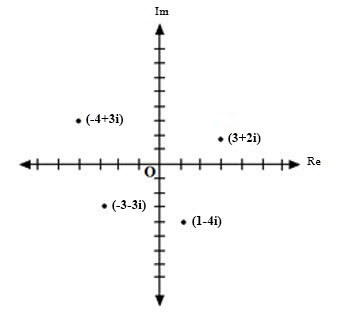 Im
(-4+3i)
(3+2i)
Re
O
(-3-3i)
(1-4i)